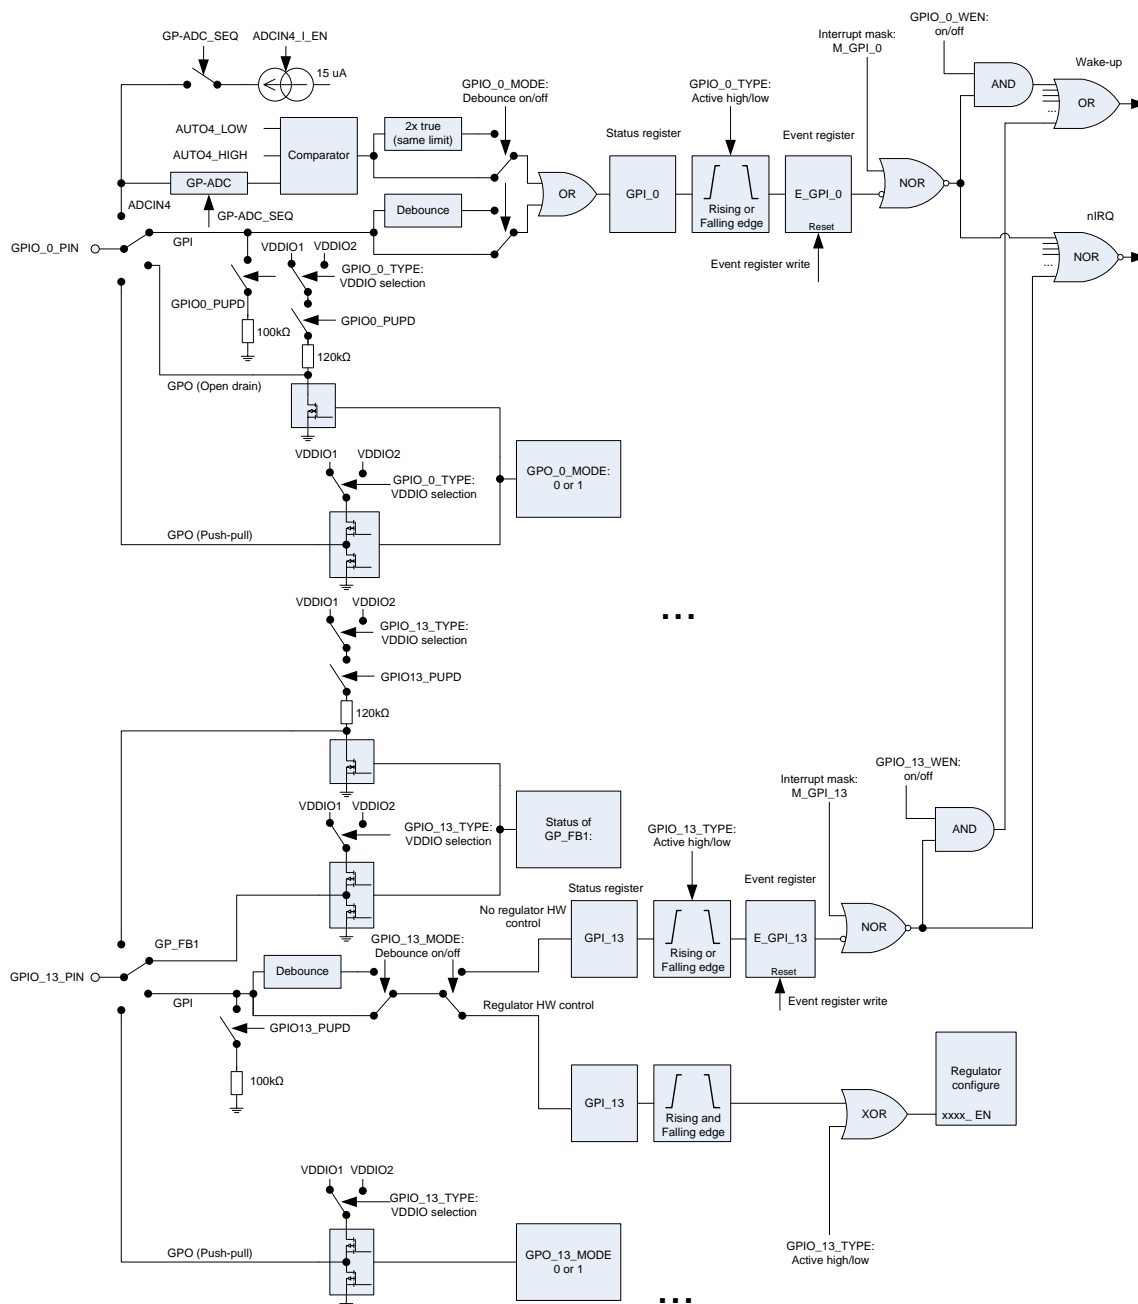 GPIO_0_WEN:
on/off
GP-ADC_SEQ
ADCIN4_I_EN
Interrupt mask:
M_GPI_0
15 uA
Wake-up
AND
GPIO_0_MODE:
Debounce on/off
GPIO_0_TYPE:
Active high/low
OR
AUTO4_LOW
2x true
(same limit)
Status register
Event register
AUTO4_HIGH
Comparator
GP-ADC
GPI_0
E_GPI_0
NOR
OR
ADCIN4
GP-ADC_SEQ
Debounce
Rising or
Falling edge
Reset
nIRQ
GPIO_0_PIN
GPI
VDDIO1
VDDIO2
NOR
Event register write
GPIO_0_TYPE:
VDDIO selection
GPIO0_PUPD
GPIO0_PUPD
100kΩ
120kΩ
GPO (Open drain)
VDDIO1
VDDIO2
GPO_0_MODE:
0 or 1
GPIO_0_TYPE:
VDDIO selection
GPO (Push-pull)
VDDIO1
VDDIO2
...
GPIO_13_TYPE:
VDDIO selection
GPIO13_PUPD
120kΩ
GPIO_13_WEN:
on/off
Interrupt mask:
M_GPI_13
VDDIO1
VDDIO2
GPIO_13_TYPE:
VDDIO selection
Status of
GP_FB1:
GPIO_13_TYPE:
Active high/low
AND
Status register
Event register
No regulator HW
control
GPI_13
E_GPI_13
NOR
GP_FB1
GPIO_13_MODE:
Debounce on/off
Rising or
Falling edge
Reset
GPIO_13_PIN
Debounce
GPI
Regulator HW control
Event register write
GPIO13_PUPD
100kΩ
GPI_13
Rising and
Falling edge
Regulator
configure
XOR
xxxx_ EN
VDDIO1
VDDIO2
GPIO_13_TYPE:
VDDIO selection
GPO (Push-pull)
GPO_13_MODE
0 or 1
GPIO_13_TYPE:
Active high/low
...